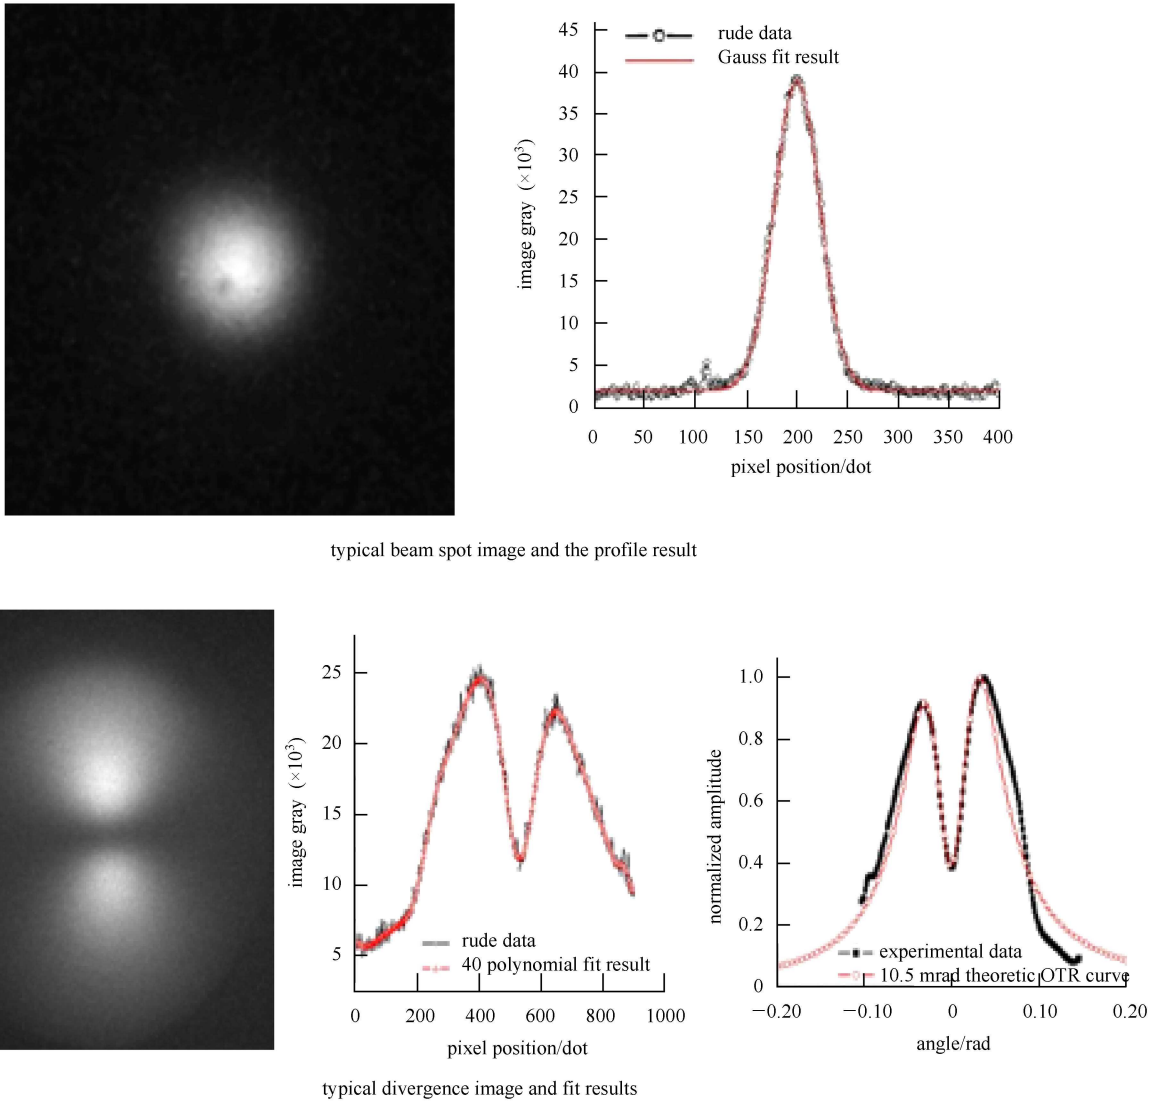 45
40
35
30
25
20
15
10
5
0
image gray (×10³)
rude data
Gauss fit result
0 50 100 150 200 250 300 350 400
pixel position/dot
typical beam spot image and the profile result
25
20
15
10
5
image gray (×10³)
rude data
40 polynomial fit result
0 200 400 600 800 1000
pixel position/dot
1.0
0.8
0.6
0.4
0.2
0
normalized amplitude
experimental data
10.5 mrad theoretic OTR curve
−0.20 −0.10 0 0.10 0.20
angle/rad
typical divergence image and fit results